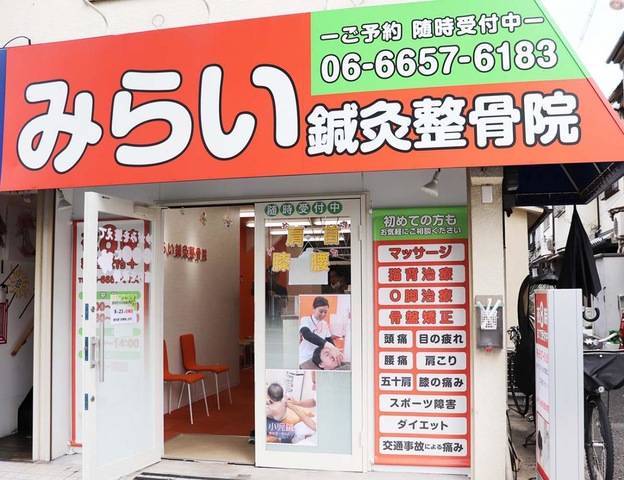 ーご予約 随時受付中ー
06-6657-6183
みらい鍼灸整骨院
随時受付中
肩 首
膝 腰
小児鍼
初めての方も
お気軽にご相談ください
マッサージ
猫背治療
O脚治療
骨盤矯正
頭痛 目の疲れ
腰痛 肩こり
五十肩 膝の痛み
スポーツ障害
ダイエット
交通事故による痛み